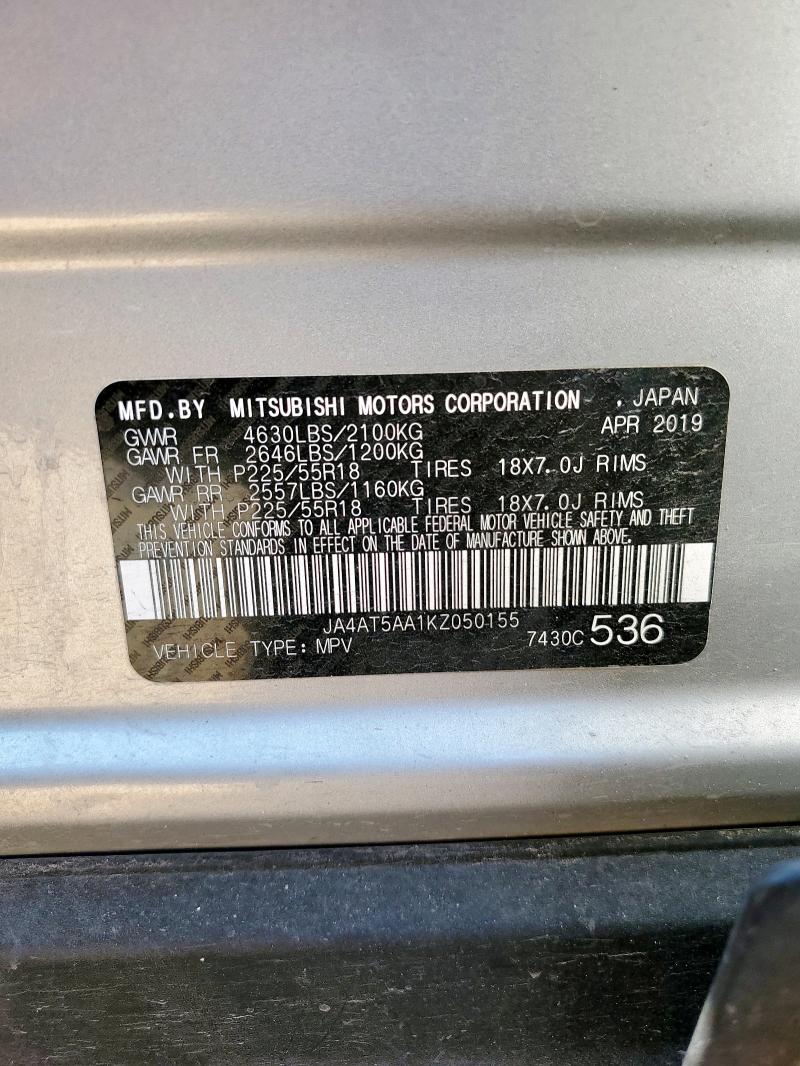 MFD.BY MITSUBISHI MOTORS CORPORATION , JAPAN
GVWR 4630LBS/2100KG APR 2019
GAWR FR 2646LBS/1200KG
WITH P225/55R18 TIRES 18X7.0J RIMS
GAWR RR 2557LBS/1160KG
WITH P225/55R18 TIRES 18X7.0J RIMS
THIS VEHICLE CONFORMS TO ALL APPLICABLE FEDERAL MOTOR VEHICLE SAFETY AND THEFT
PREVENTION STANDARDS IN EFFECT ON THE DATE OF MANUFACTURE SHOWN ABOVE.
JA4AT5AA1KZ050155
VEHICLE TYPE: MPV 7430C 536